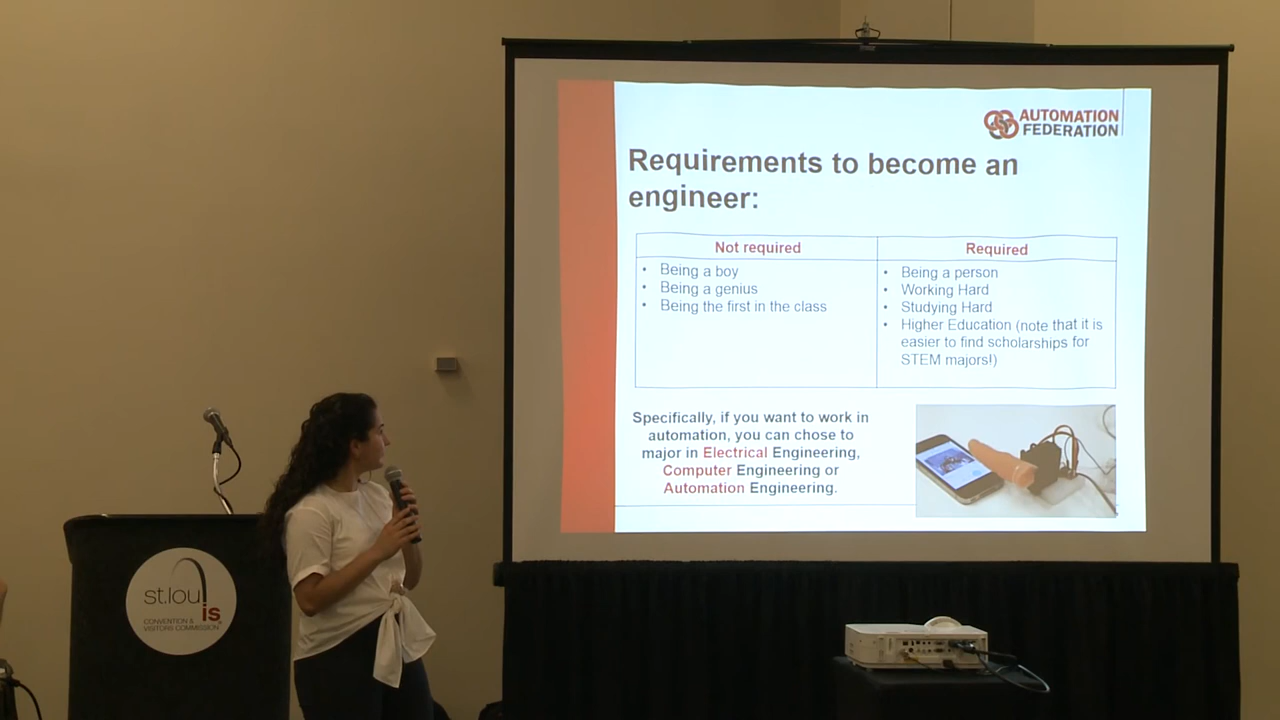 AUTOMATION
FEDERATION
Requirements to become an
engineer:
Not required
Required
• Being a boy
• Being a genius
• Being the first in the class
• Being a person
• Working Hard
• Studying Hard
• Higher Education (note that it is
easier to find scholarships for
STEM majors!)
Specifically, if you want to work in
automation, you can chose to
major in Electrical Engineering,
Computer Engineering or
Automation Engineering.
st.lou
is
CONVENTION &
VISITORS COMMISSION